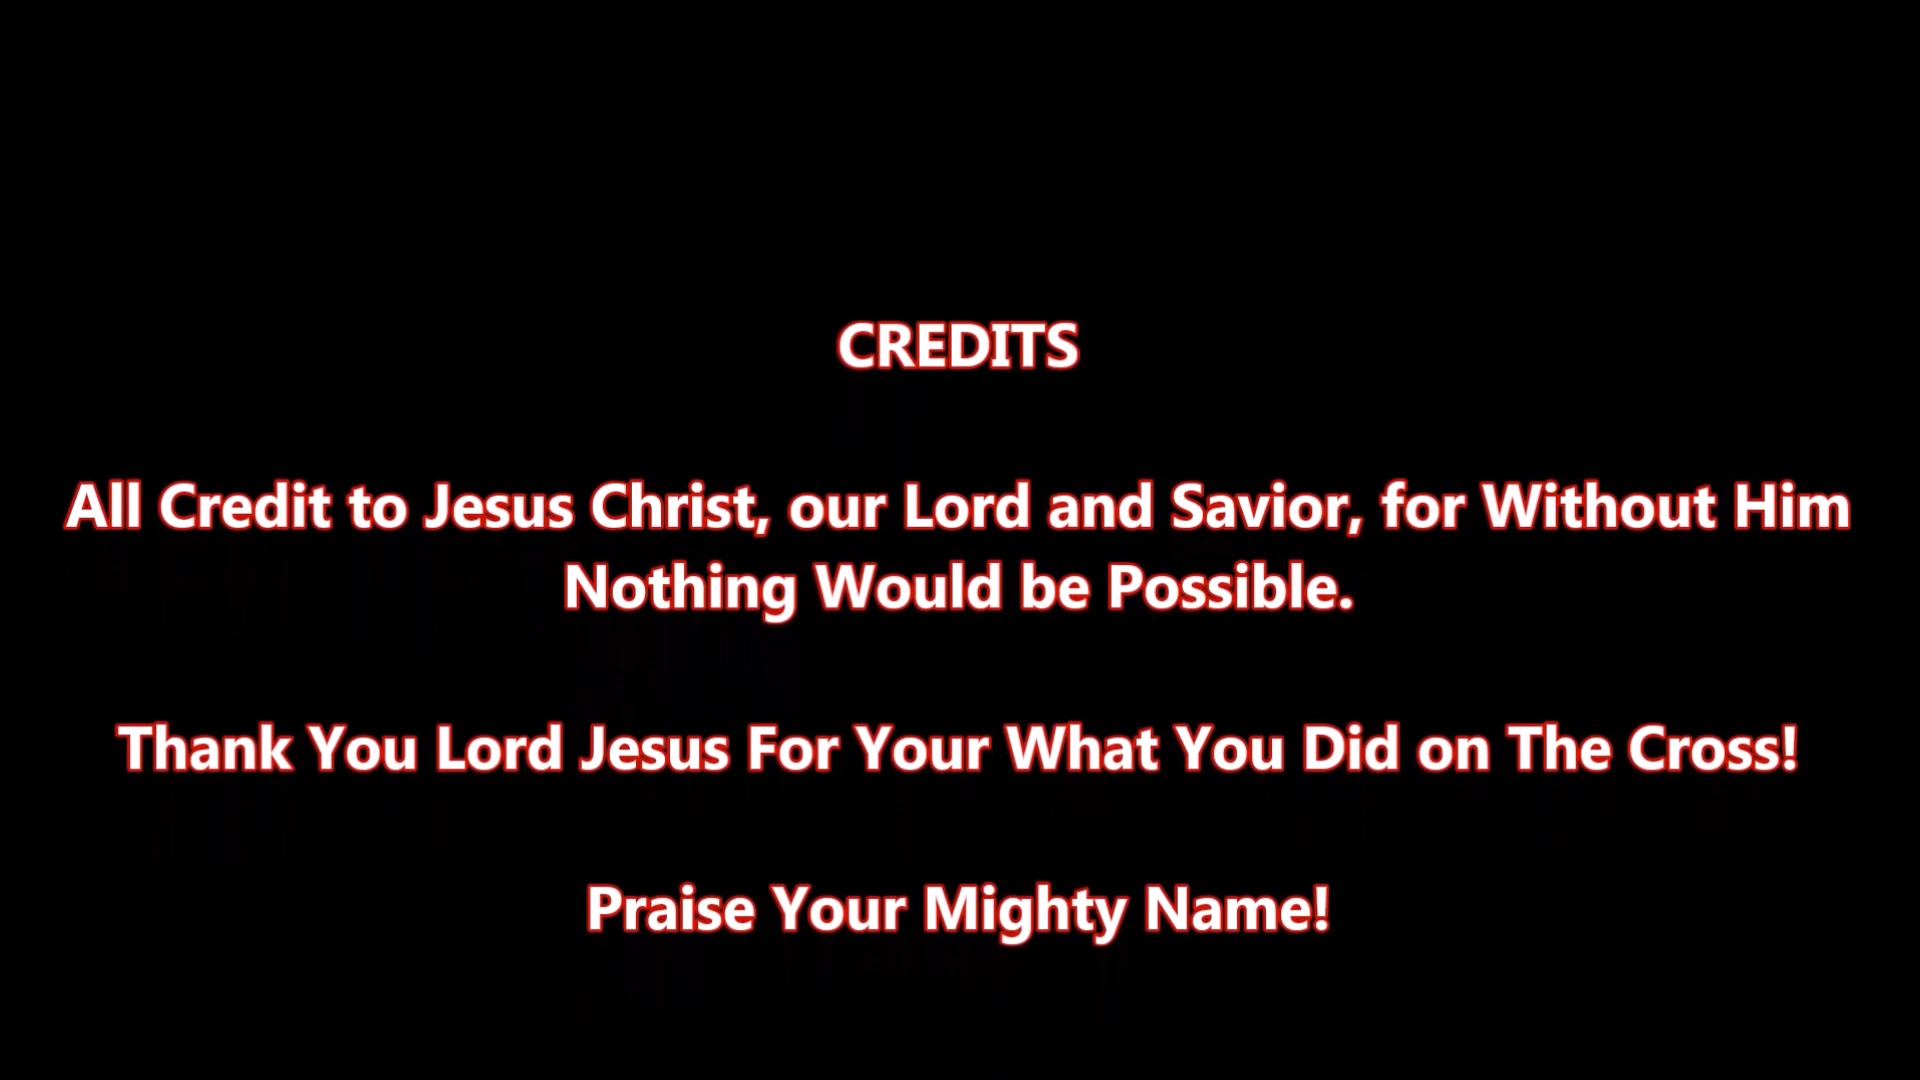 CREDITS
All Credit to Jesus Christ, our Lord and Savior, for Without Him
Nothing Would be Possible.
Thank You Lord Jesus For Your What You Did on The Cross!
Praise Your Mighty Name!